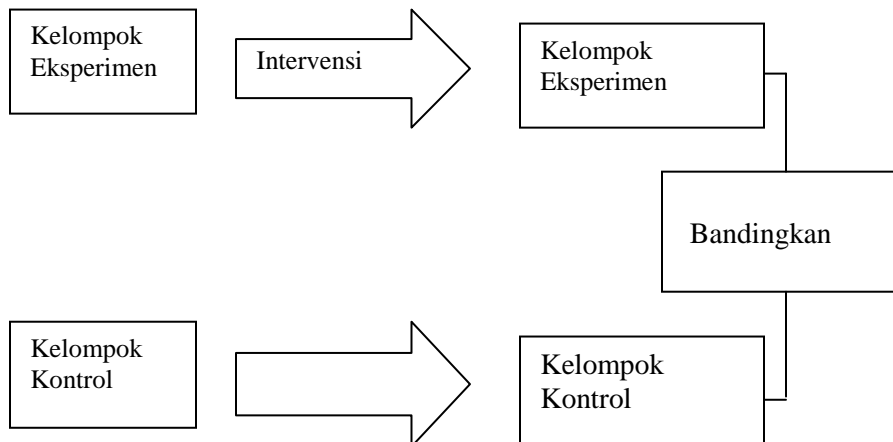 Kelompok
Eksperimen
Intervensi
Kelompok
Eksperimen
Bandingkan
Kelompok
Kontrol
Kelompok
Kontrol